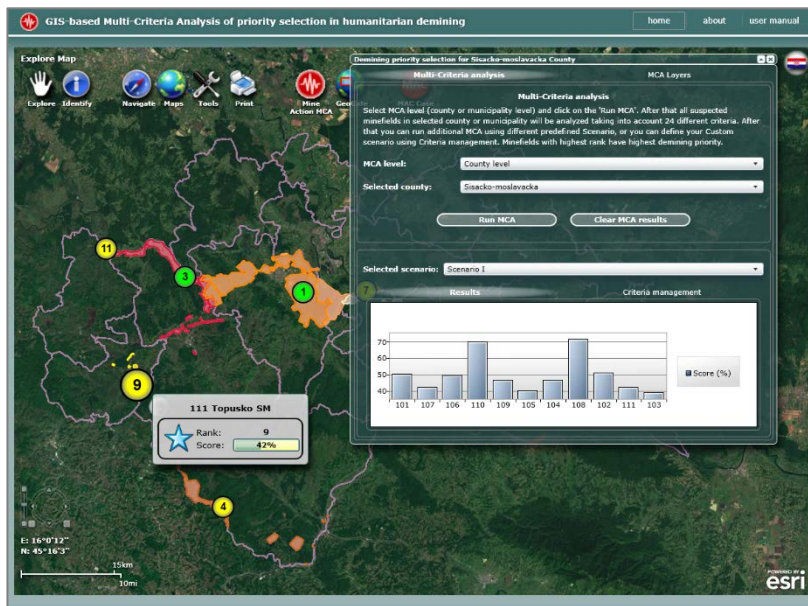 GIS-based Multi-Criteria Analysis of priority selection in humanitarian demining
home
about
user manual
Explore Map
Explore
Identify
Navigate
Maps
Tools
Print
Mine
Action MCA
Demining priority selection for Sisacko-moslavacka County
Multi-Criteria analysis
MCA Layers
Multi-Criteria analysis
Select MCA level (county or municipality level) and click on the 'Run MCA'. After that all suspected
minefields in selected county or municipality will be analyzed taking into account 24 different criteria. After
that you can run additional MCA using different predefined Scenario, or you can define your Custom
scenario using Criteria management. Minefields with highest rank have highest demining priority.
MCA level:
County level
Selected county:
Sisacko-moslavacka
Run MCA
Clear MCA results
Selected scenario:
Scenario I
Results
Criteria management
70
60
50
40
101 107 106 110 109 105 104 108 102 111 103
Score (%)
11
3
1
7
9
4
111 Topusko SM
Rank: 9
Score: 42%
E: 16°0'12"
N: 45°16'3"
15km
10mi
POWERED BY
esri